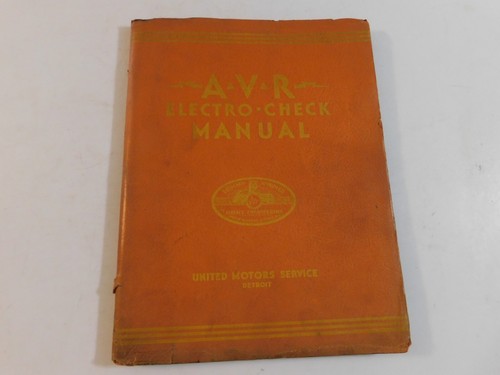 A·V·R
ELECTRO·CHECK
MANUAL
UNITED MOTORS SERVICE
DETROIT